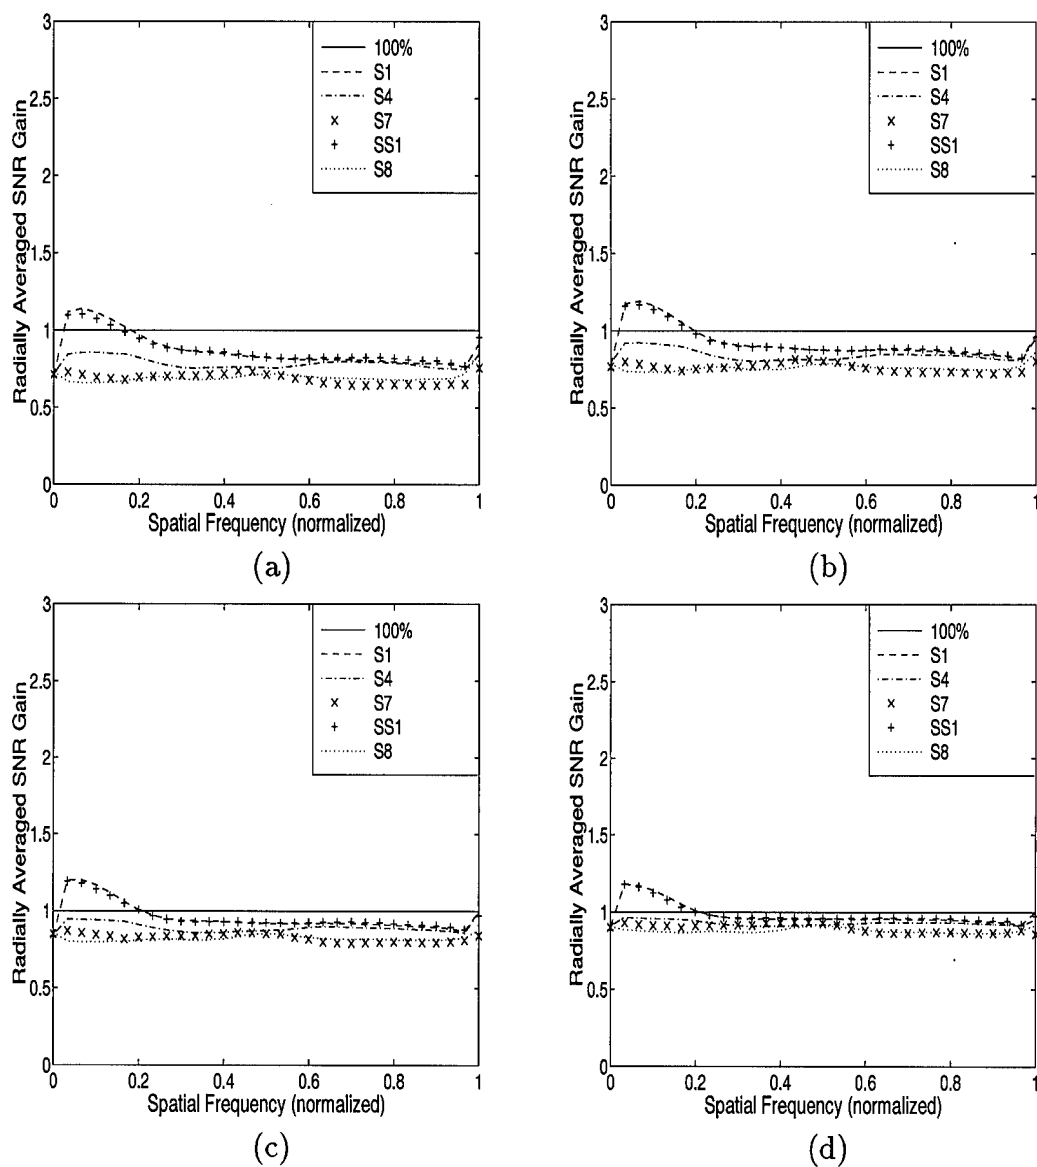 3
2.5
2
1.5
1
0.5
0
0
0.2
0.4
0.6
0.8
1
Radially Averaged SNR Gain
Spatial Frequency (normalized)
100%
S1
S4
S7
SS1
S8
(a)
3
2.5
2
1.5
1
0.5
0
0
0.2
0.4
0.6
0.8
1
Radially Averaged SNR Gain
Spatial Frequency (normalized)
100%
S1
S4
S7
SS1
S8
(b)
3
2.5
2
1.5
1
0.5
0
0
0.2
0.4
0.6
0.8
1
Radially Averaged SNR Gain
Spatial Frequency (normalized)
100%
S1
S4
S7
SS1
S8
(c)
3
2.5
2
1.5
1
0.5
0
0
0.2
0.4
0.6
0.8
1
Radially Averaged SNR Gain
Spatial Frequency (normalized)
100%
S1
S4
S7
SS1
S8
(d)